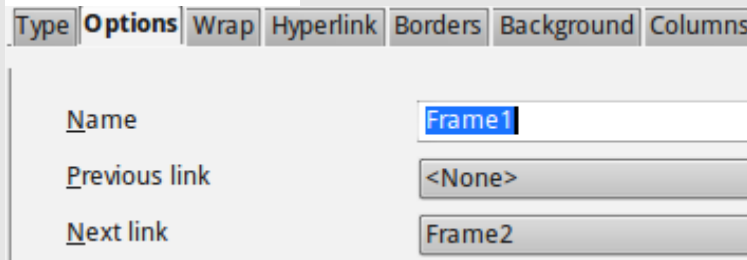 Type Options Wrap Hyperlink Borders Background Columns
Name Frame1
Previous link <None>
Next link Frame2